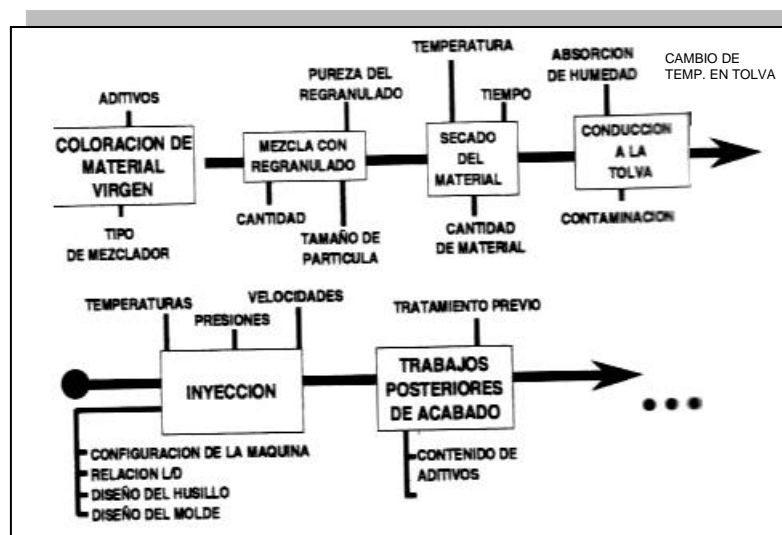 TEMPERATURA
ABSORCION
DE HUMEDAD
CAMBIO DE
TEMP. EN TOLVA
PUREZA DEL
REGRANULADO
ADITIVOS
TIEMPO
COLORACION DE
MATERIAL
VIRGEN
MEZCLA CON
REGRANULADO
SECADO
DEL
MATERIAL
CONDUCCION
A LA
TOLVA
TIPO
DE MEZCLADOR
CANTIDAD
TAMAÑO DE
PARTICULA
CANTIDAD
DE MATERIAL
CONTAMINACION
TEMPERATURAS
PRESIONES
VELOCIDADES
TRATAMIENTO PREVIO
INYECCION
TRABAJOS
POSTERIORES
DE ACABADO
CONFIGURACION DE LA MAQUINA
RELACION L/D
DISEÑO DEL HUSILLO
DISEÑO DEL MOLDE
CONTENIDO DE
ADITIVOS